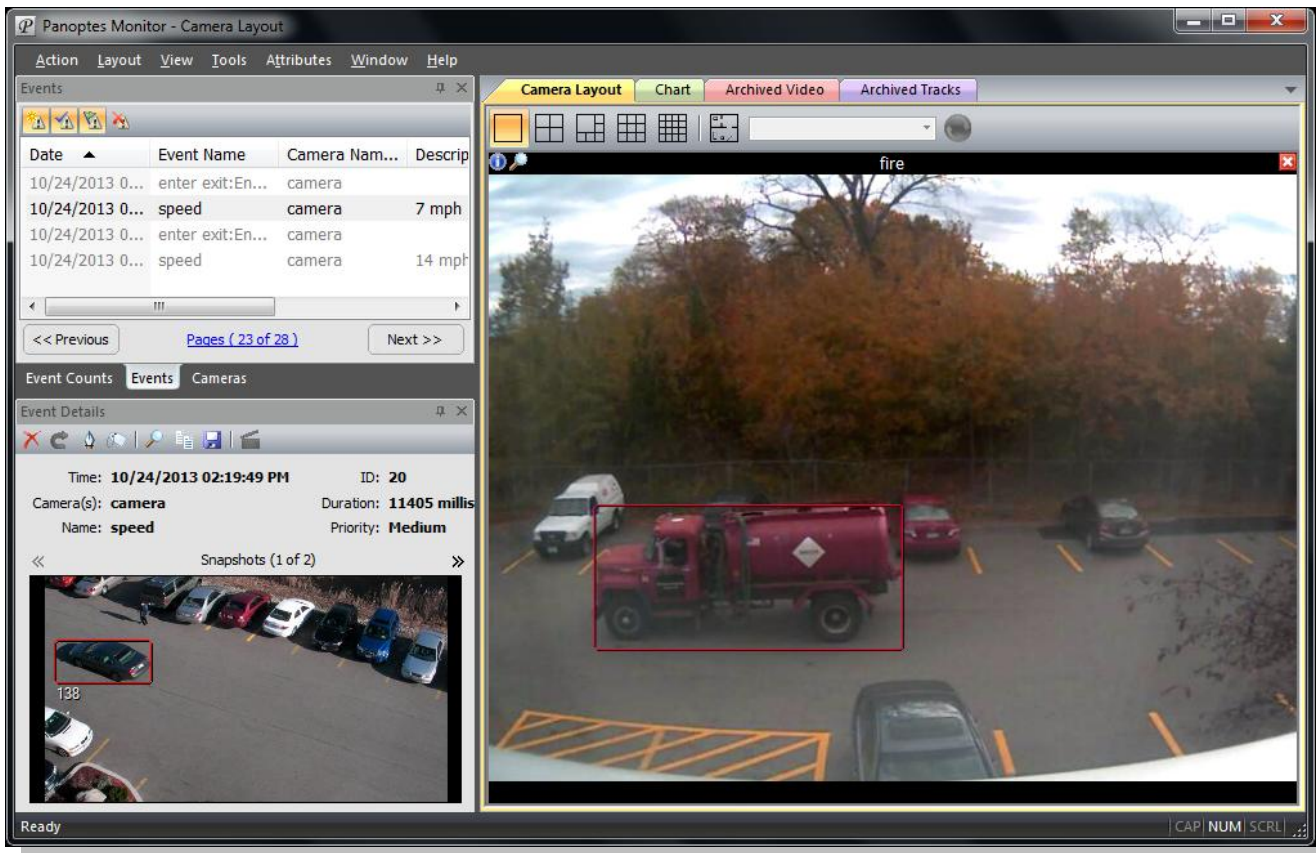 Panoptes Monitor - Camera Layout
Action Layout View Tools Attributes Window Help
Events
Date Event Name Camera Nam... Descrip
10/24/2013 0... enter exit:En... camera
10/24/2013 0... speed camera 7 mph
10/24/2013 0... enter exit:En... camera
10/24/2013 0... speed camera 14 mph
<< Previous Pages ( 23 of 28 ) Next >>
Event Counts Events Cameras
Event Details
Time: 10/24/2013 02:19:49 PM ID: 20
Camera(s): camera Duration: 11405 millis
Name: speed Priority: Medium
« Snapshots (1 of 2) »
138
Camera Layout Chart Archived Video Archived Tracks
fire
Ready CAP NUM SCRL